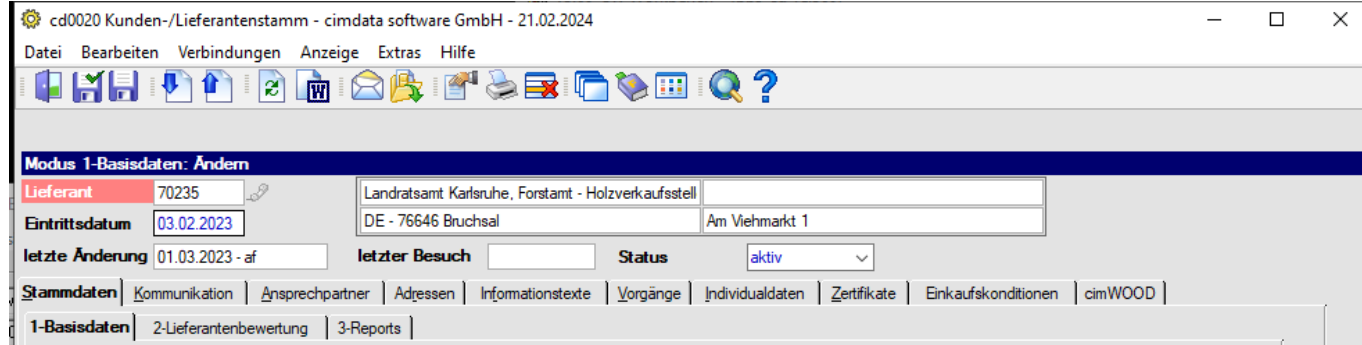 cd0020 Kunden-/Lieferantenstamm - cimdata software GmbH - 21.02.2024
Datei Bearbeiten Verbindungen Anzeige Extras Hilfe
Modus 1-Basisdaten: Ändern
Lieferant 70235 Landratsamt Karlsruhe, Forstamt - Holzverkaufsstell
Eintrittsdatum 03.02.2023 DE - 76646 Bruchsal Am Viehmarkt 1
letzte Änderung 01.03.2023 - af letzter Besuch Status aktiv
Stammdaten Kommunikation Ansprechpartner Adressen Informationstexte Vorgänge Individualdaten Zertifikate Einkaufskonditionen cimWOOD
1-Basisdaten 2-Lieferantenbewertung 3-Reports